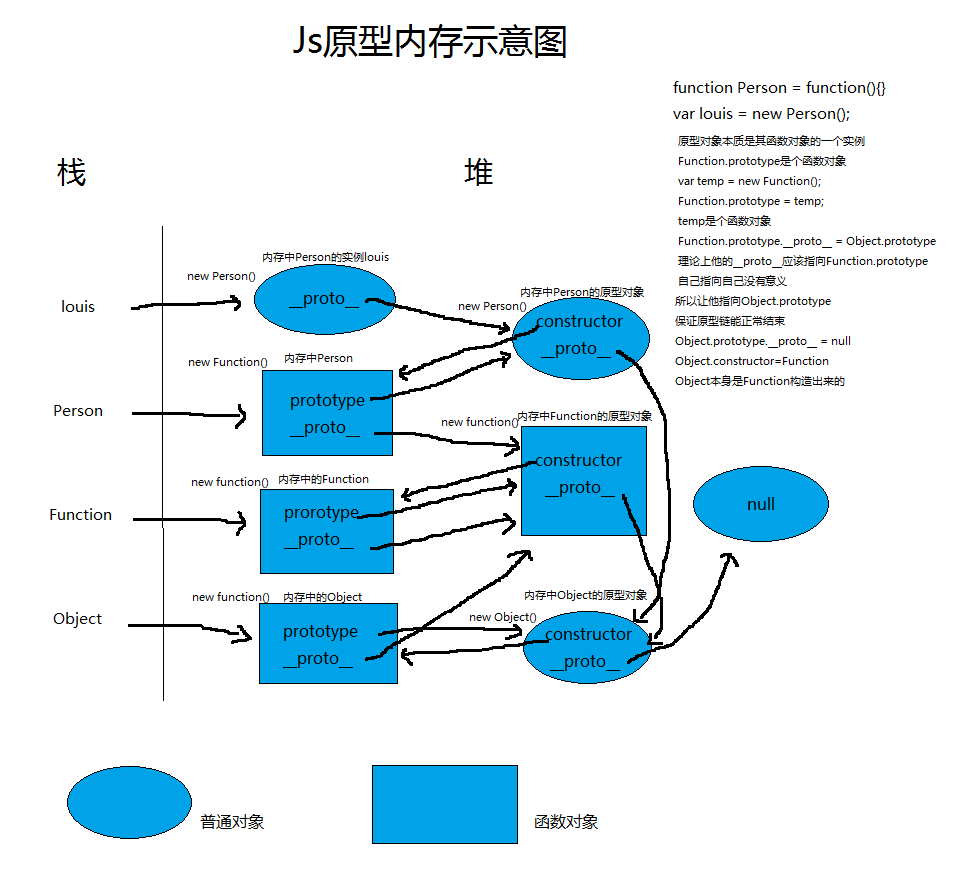 Js原型内存示意图
function Person = function(){}
var louis = new Person();
原型对象本质是其函数对象的一个实例
Function.prototype是个函数对象
var temp = new Function();
Function.prototype = temp;
temp是个函数对象
Function.prototype.__proto__ = Object.prototype
理论上他的__proto__应该指向Function.prototype
自己指向自己没有意义
所以让他指向Object.prototype
保证原型链能正常结束
Object.prototype.__proto__ = null
Object.constructor=Function
Object本身是Function构造出来的
栈
堆
内存中Person的实例louis
new Person()
louis
__proto__
new Person()
内存中Person的原型对象
constructor
__proto__
new Function()
内存中Person
Person
prototype
__proto__
new function()
内存中Function的原型对象
constructor
__proto__
new function()
内存中的Function
Function
prorotype
__proto__
null
new function()
内存中的Object
Object
prototype
__proto__
内存中Object的原型对象
new Object()
constructor
__proto__
普通对象
函数对象